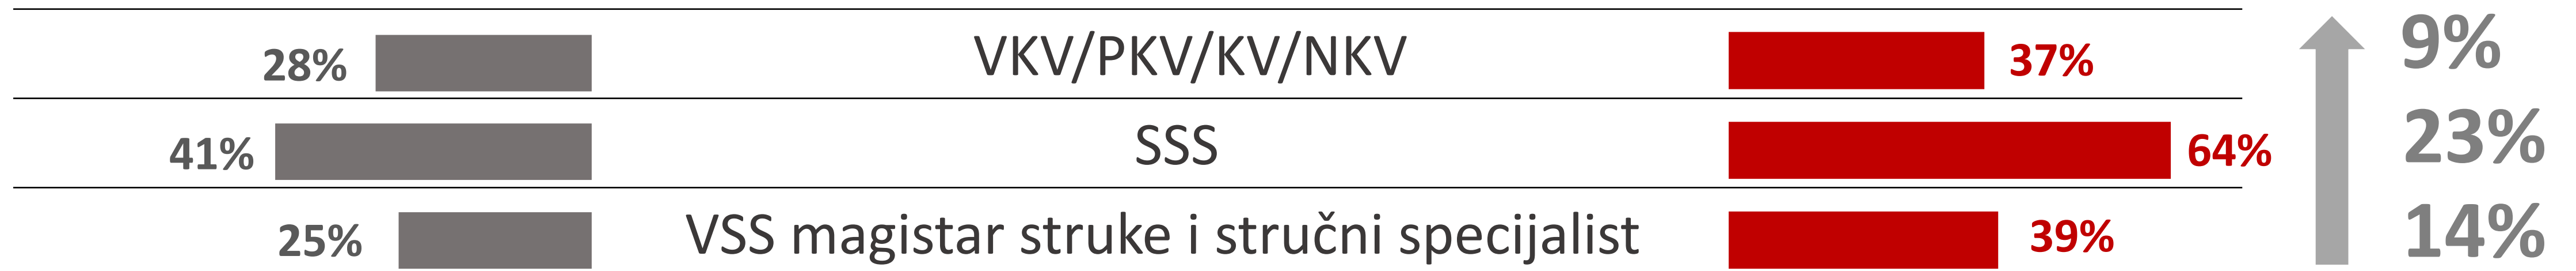 28% VKV/PKV/KV/NKV 37% 9%
41% SSS 64% 23%
25% VSS magistar struke i stručni specijalist 39% 14%